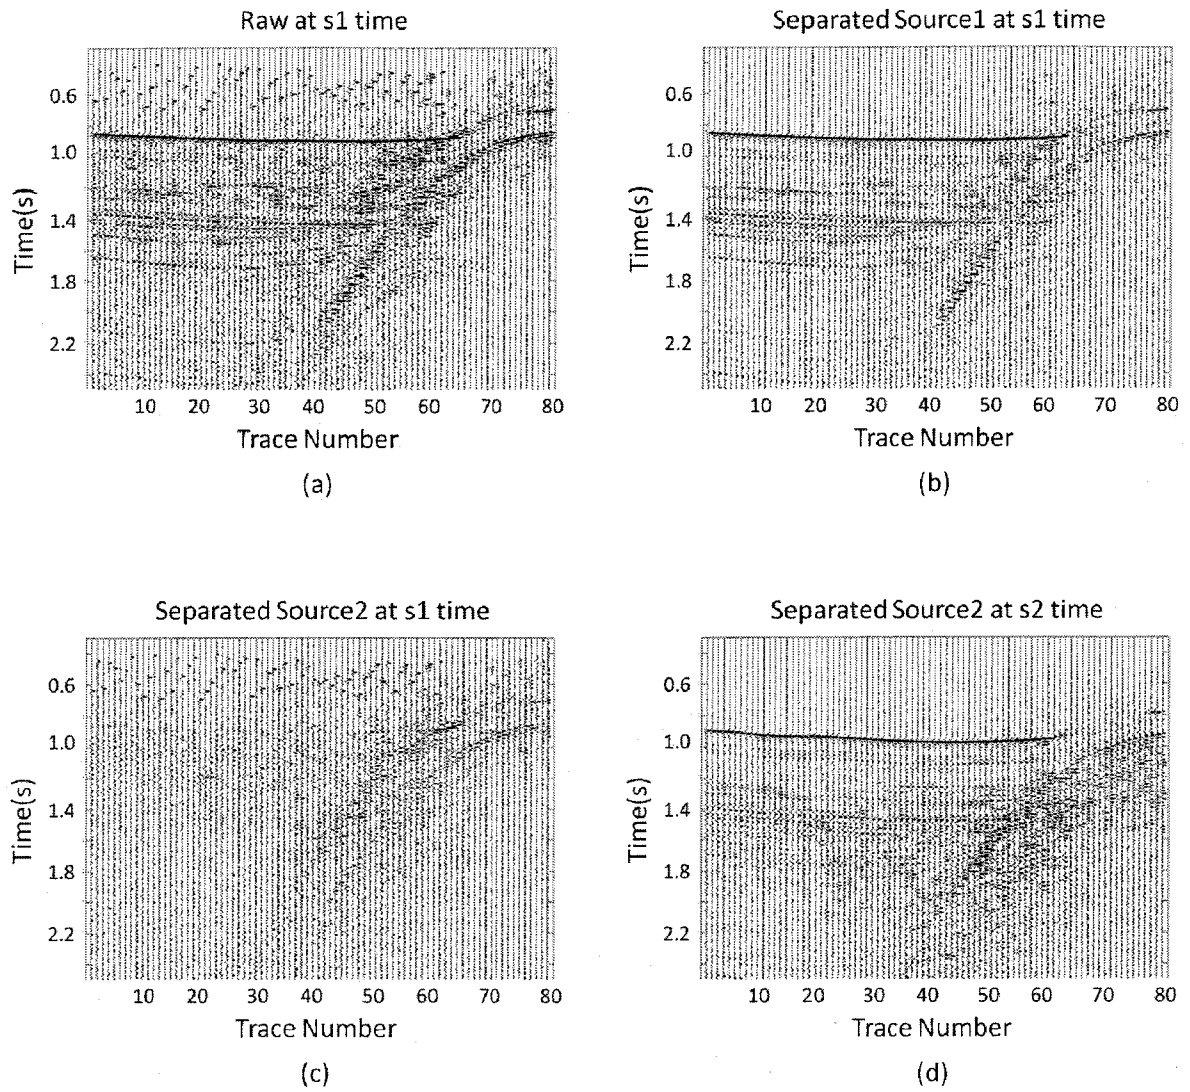 Raw at s1 time
Separated Source1 at s1 time
0.6
1.0
1.4
1.8
2.2
Time(s)
10 20 30 40 50 60 70 80
Trace Number
(a)
0.6
1.0
1.4
1.8
2.2
Time(s)
10 20 30 40 50 60 70 80
Trace Number
(b)
Separated Source2 at s1 time
Separated Source2 at s2 time
0.6
1.0
1.4
1.8
2.2
Time(s)
10 20 30 40 50 60 70 80
Trace Number
(c)
0.6
1.0
1.4
1.8
2.2
Time(s)
10 20 30 40 50 60 70 80
Trace Number
(d)